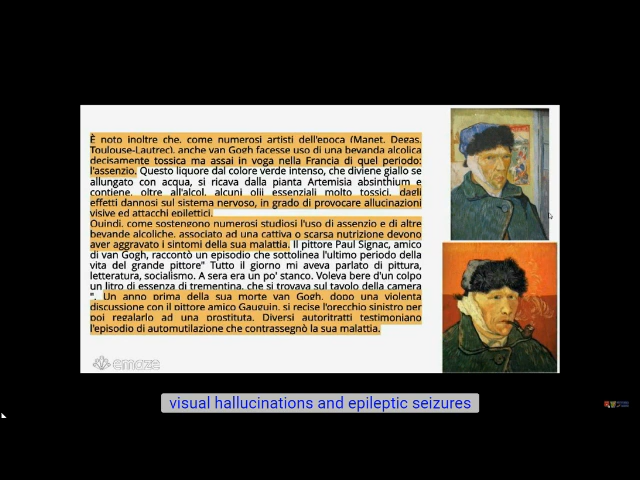 È noto inoltre che, come numerosi artisti dell'epoca (Manet, Degas,
Toulouse-Lautrec), anche van Gogh facesse uso di una bevanda alcolica
decisamente tossica ma assai in voga nella Francia di quel periodo:
l'assenzio. Questo liquore dal colore verde intenso, che diviene giallo se
allungato con acqua, si ricava dalla pianta Artemisia absinthium e
contiene, oltre all'alcol, alcuni olii essenziali molto tossici, dagli
effetti dannosi sul sistema nervoso, in grado di provocare allucinazioni
visive ed attacchi epilettici.
Quindi, come sostengono numerosi studiosi l'uso di assenzio e di altre
bevande alcoliche, associato ad una cattiva o scarsa nutrizione devono
aver aggravato i sintomi della sua malattia. Il pittore Paul Signac, amico
di van Gogh, raccontò un episodio che sottolinea l'ultimo periodo della
vita del grande pittore" Tutto il giorno mi aveva parlato di pittura,
letteratura, socialismo. A sera era un po' stanco. Voleva bere d'un colpo
un litro di essenza di trementina, che si trovava sul tavolo della camera
". Un anno prima della sua morte van Gogh, dopo una violenta
discussione con il pittore amico Gauguin, si recise l'orecchio sinistro per
poi regalarlo ad una prostituta. Diversi autoritratti testimoniano
l'episodio di automutilazione che contrassegnò la sua malattia.
emaze
visual hallucinations and epileptic seizures